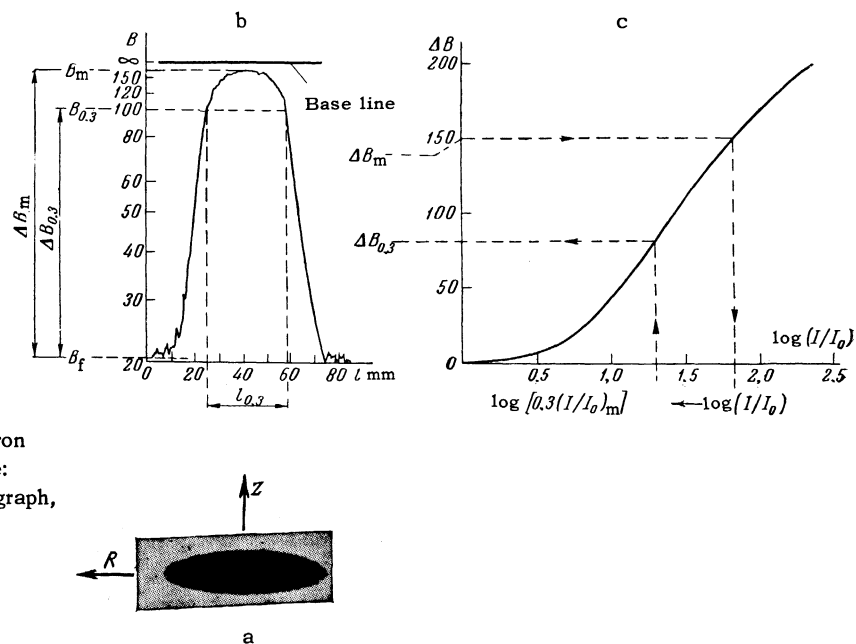 b
B
∞
150
120
100
80
60
50
40
30
20
B_m
B_0.3
B_f
ΔB_m
ΔB_0.3
Base line
0 20 40 60 80 l mm
l_0.3
c
ΔB
200
150
ΔB_m
100
ΔB_0.3
50
0
log (I/I_0)
0.5 1,0 1.5 2,0 2.5
log [0.3(I/I_0)_m] ← log (I/I_0)
ron
e:
graph,
Z
R
a